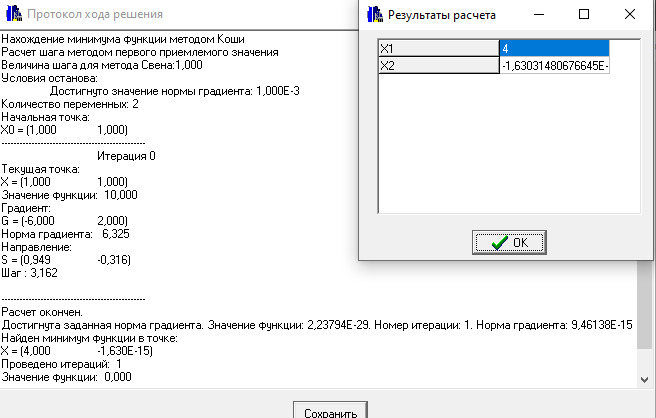 Протокол хода решения
Нахождение минимума функции методом Коши
Расчет шага методом первого приемлемого значения
Величина шага для метода Свена:1,000
Условия останова:
Достигнуто значение нормы градиента: 1,000E-3
Количество переменных: 2
Начальная точка:
X0 = (1,000 1,000)
------------------------------------------------
Итерация 0
Текущая точка:
X = (1,000 1,000)
Значение функции: 10,000
Градиент:
G = (-6,000 2,000)
Норма градиента: 6,325
Направление:
S = (0,949 -0,316)
Шаг : 3,162
------------------------------------------------
Расчет окончен.
Достигнута заданная норма градиента. Значение функции: 2,23794E-29. Номер итерации: 1. Норма градиента: 9,46138E-15
Найден минимум функции в точке:
X = (4,000 -1,630E-15)
Проведено итераций: 1
Значение функции: 0,000
Сохранить
Результаты расчета
X1 4
X2 -1,63031480676645E-
OK